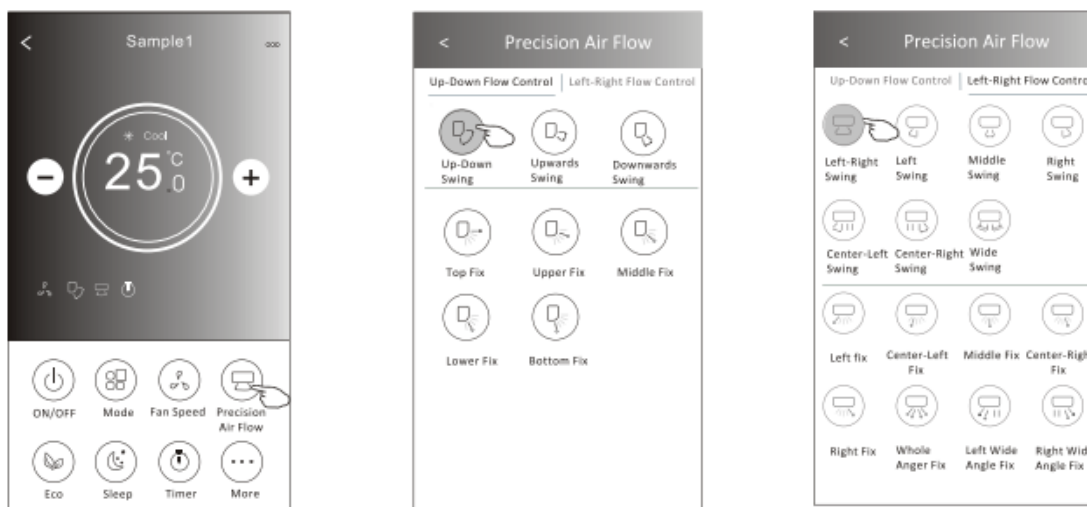 Sample1
Cool
25.0 °C
ON/OFF
Mode
Fan Speed
Precision
Air Flow
Eco
Sleep
Timer
More
Precision Air Flow
Up-Down Flow Control
Left-Right Flow Control
Up-Down
Swing
Upwards
Swing
Downwards
Swing
Top Fix
Upper Fix
Middle Fix
Lower Fix
Bottom Fix
Precision Air Flow
Up-Down Flow Control
Left-Right Flow Contro
Left-Right
Swing
Left
Swing
Middle
Swing
Right
Swing
Center-Left
Swing
Center-Right
Swing
Wide
Swing
Left fix
Center-Left
Fix
Middle Fix
Center-Righ
Fix
Right Fix
Whole
Anger Fix
Left Wide
Angle Fix
Right Wid
Angle Fix